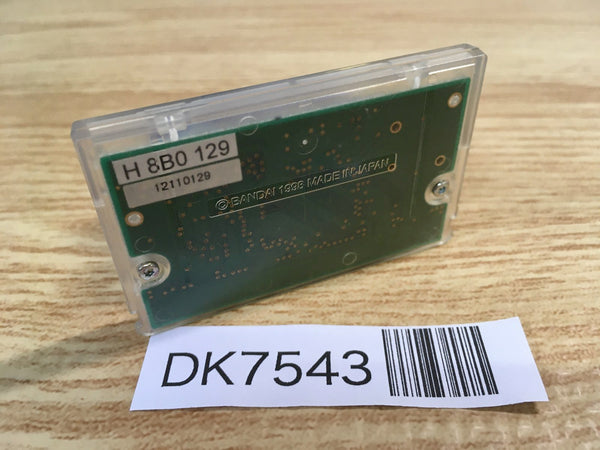 H 8B0 129
12110129
©BANDAI 1998 MADE IN JAPAN
DK7543